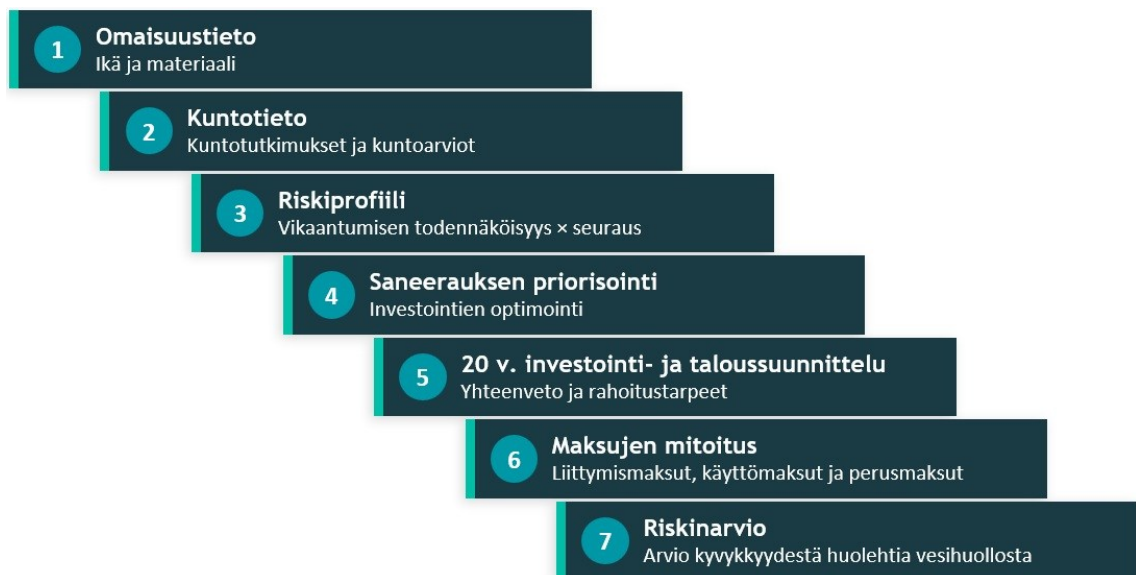 1
Omaisuustieto
Ikä ja materiaali
2
Kuntotieto
Kuntotutkimukset ja kuntoarviot
3
Riskiprofiili
Vikaantumisen todennäköisyys × seuraus
4
Saneerauksen priorisointi
Investointien optimointi
5
20 v. investointi- ja taloussuunnittelu
Yhteenveto ja rahoitustarpeet
6
Maksujen mitoitus
Liittymismaksut, käyttömaksut ja perusmaksut
7
Riskinarvio
Arvio kyvykkyydestä huolehtia vesihuollosta